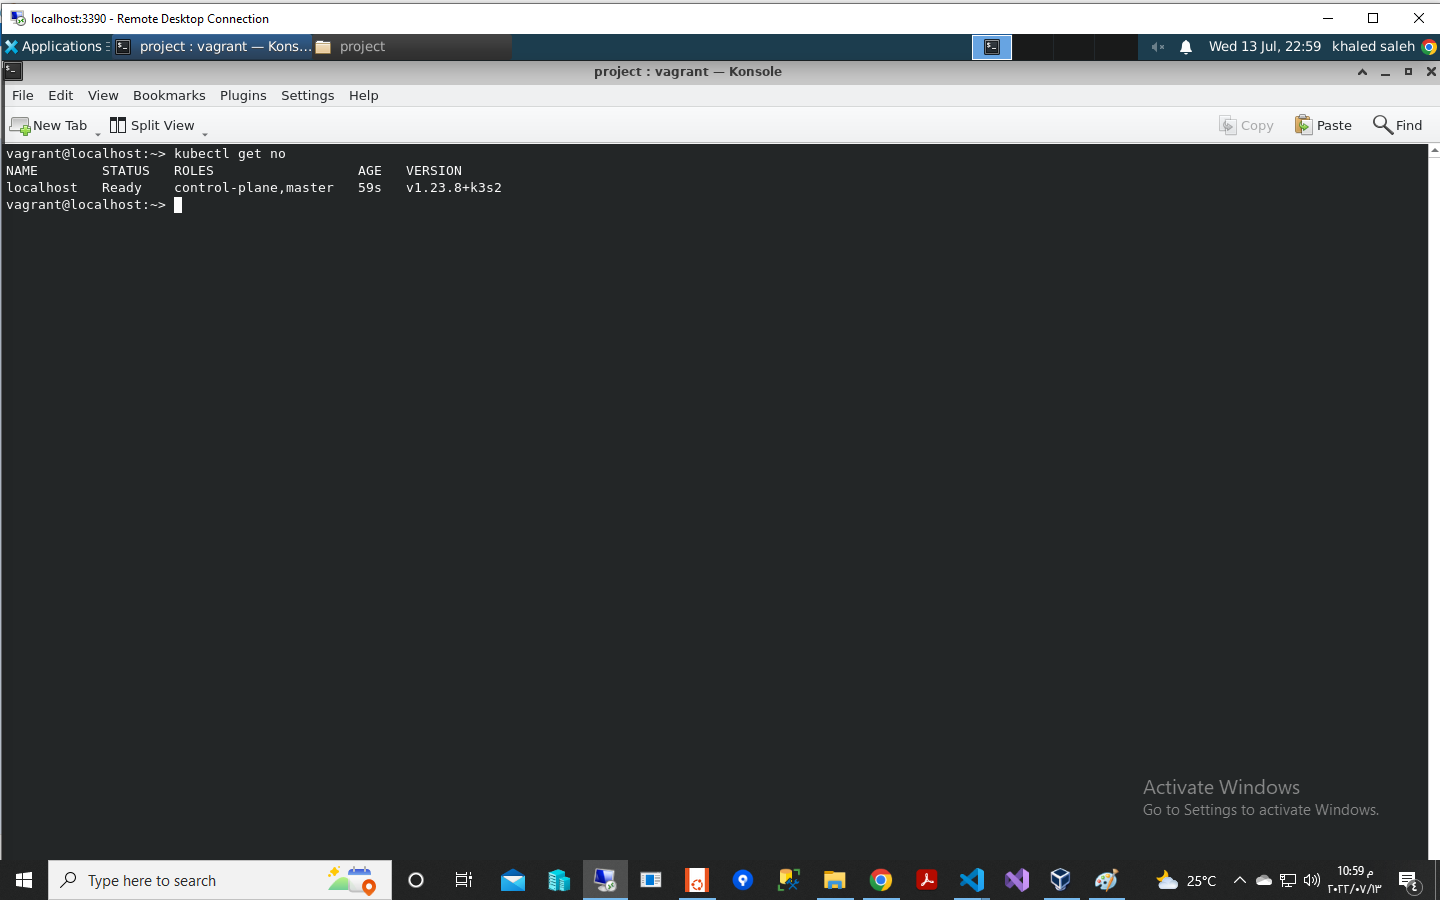 localhost:3390 - Remote Desktop Connection
Applications project : vagrant — Kons... project Wed 13 Jul, 22:59 khaled saleh
project : vagrant — Konsole
File Edit View Bookmarks Plugins Settings Help
New Tab Split View Copy Paste Find
vagrant@localhost:~> kubectl get no
NAME STATUS ROLES AGE VERSION
localhost Ready control-plane,master 59s v1.23.8+k3s2
vagrant@localhost:~>
Activate Windows
Go to Settings to activate Windows.
Type here to search 25°C 10:59 م
٢٠٢٢/٠٧/١٣ ٤